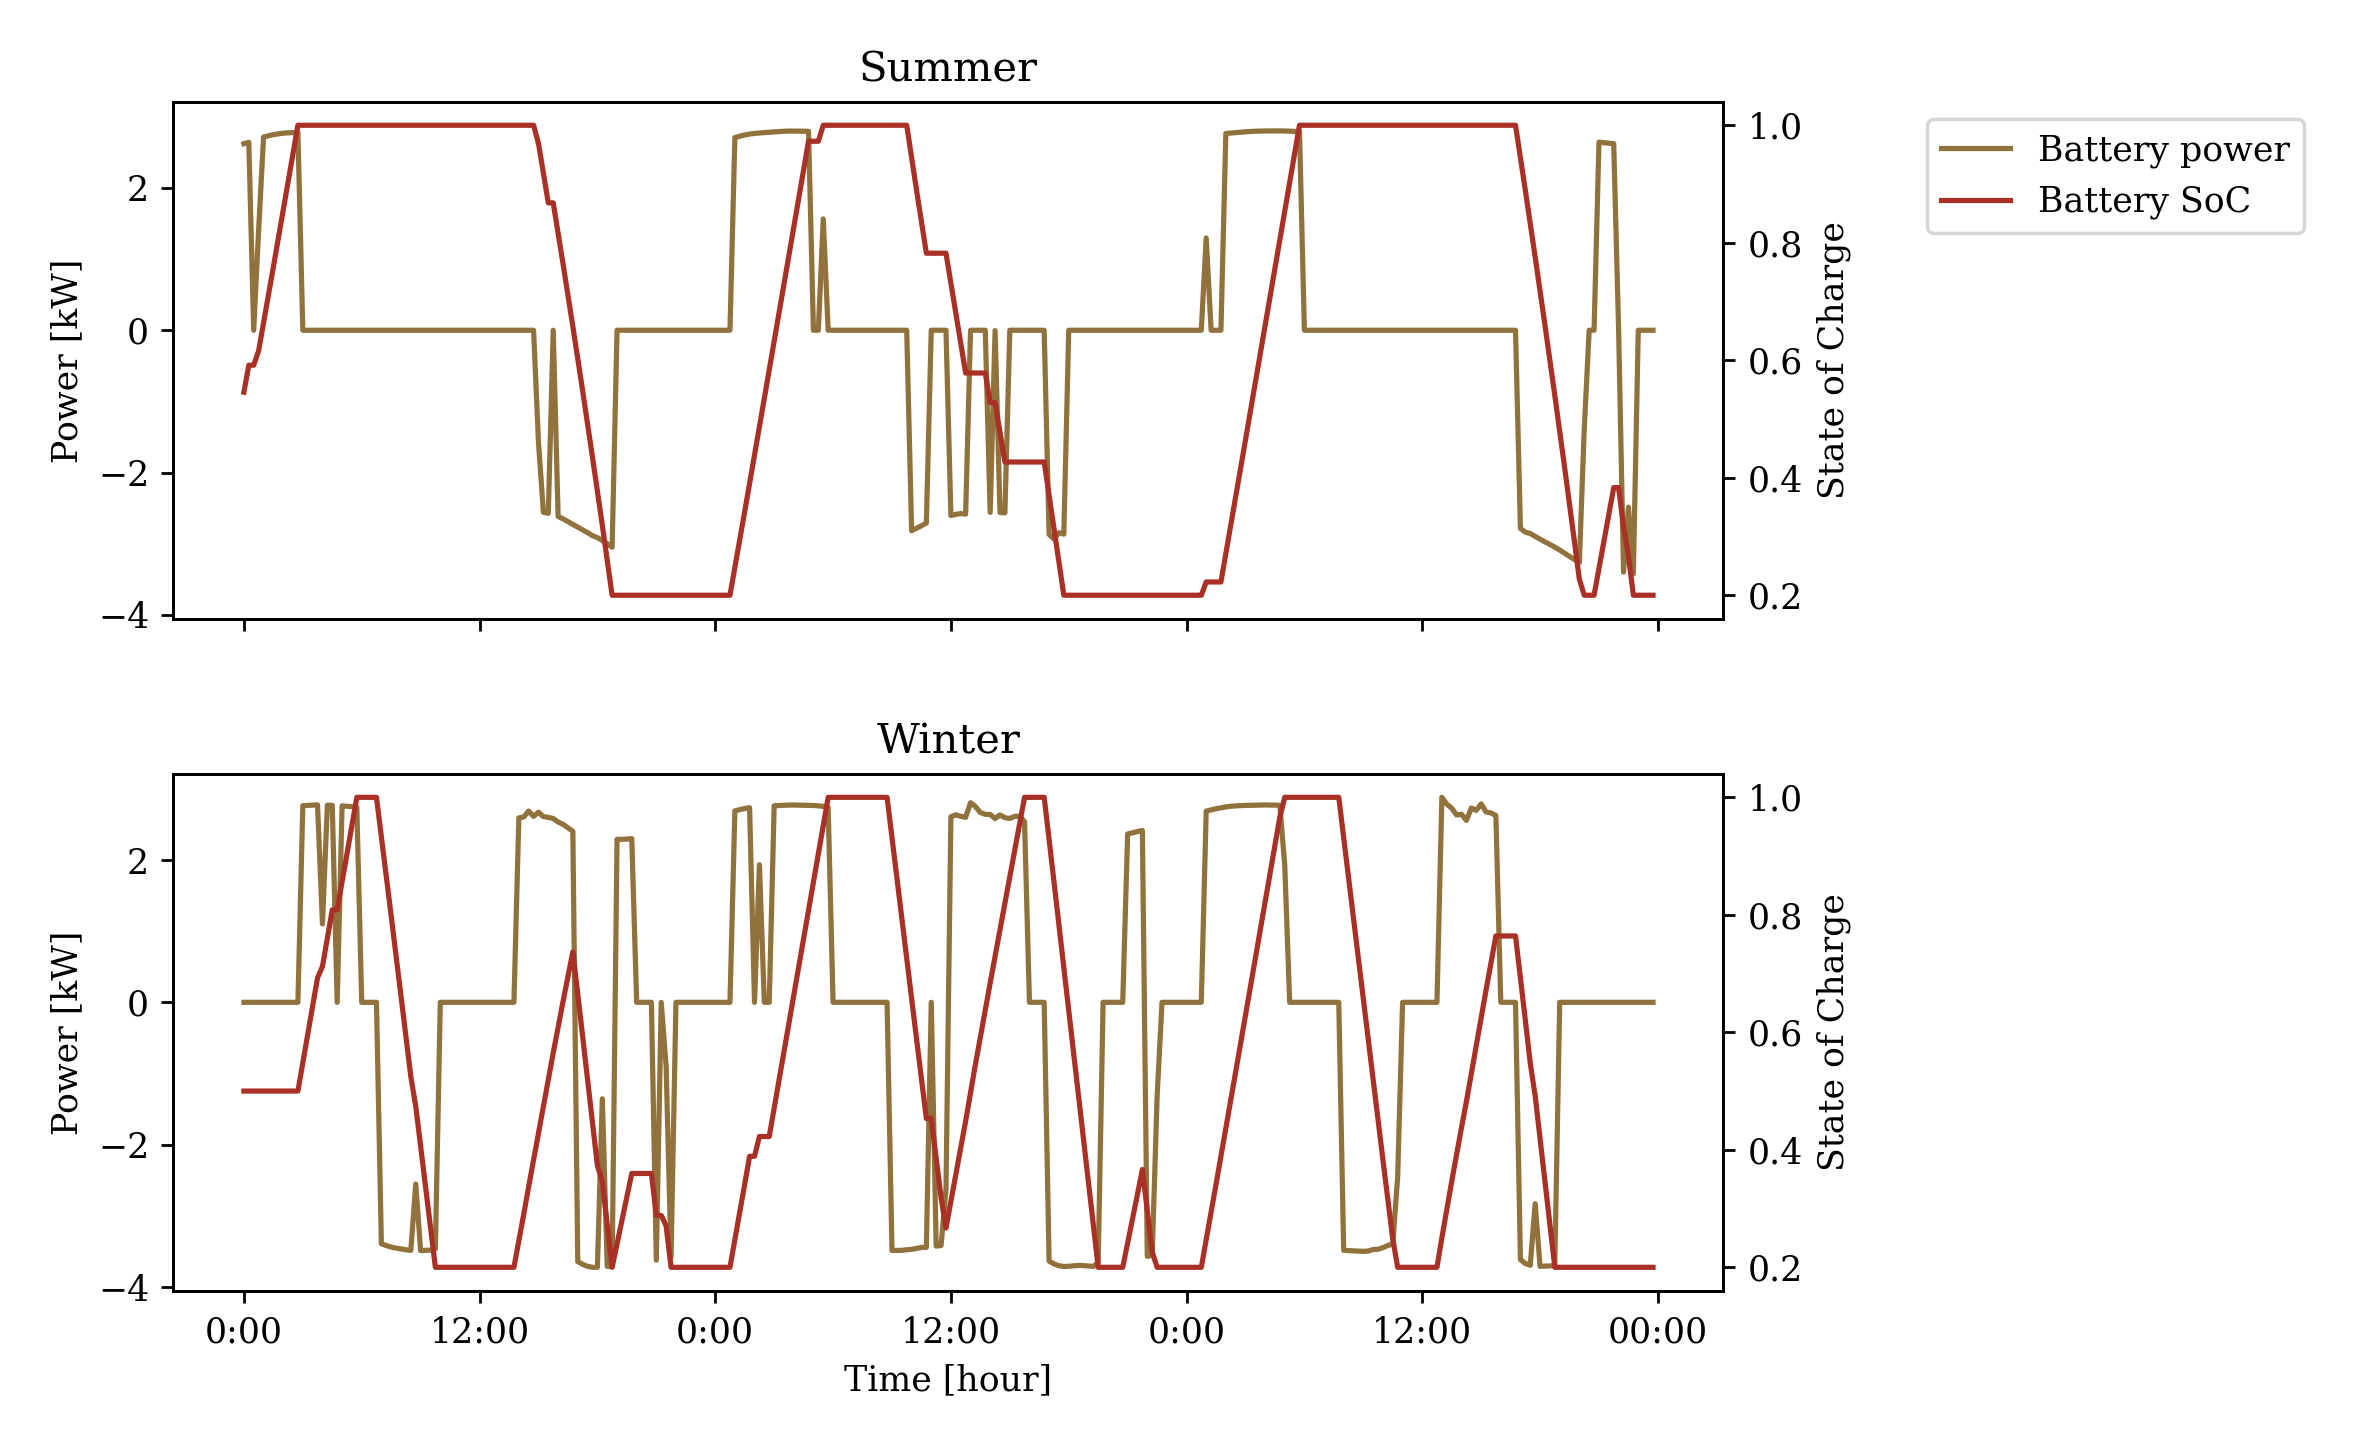 Summer
Battery power
Battery SoC
Power [kW]
2
0
−2
−4
1.0
0.8
0.6
0.4
0.2
State of Charge
Winter
Power [kW]
2
0
−2
−4
1.0
0.8
0.6
0.4
0.2
State of Charge
0:00 12:00 0:00 12:00 0:00 12:00 00:00
Time [hour]